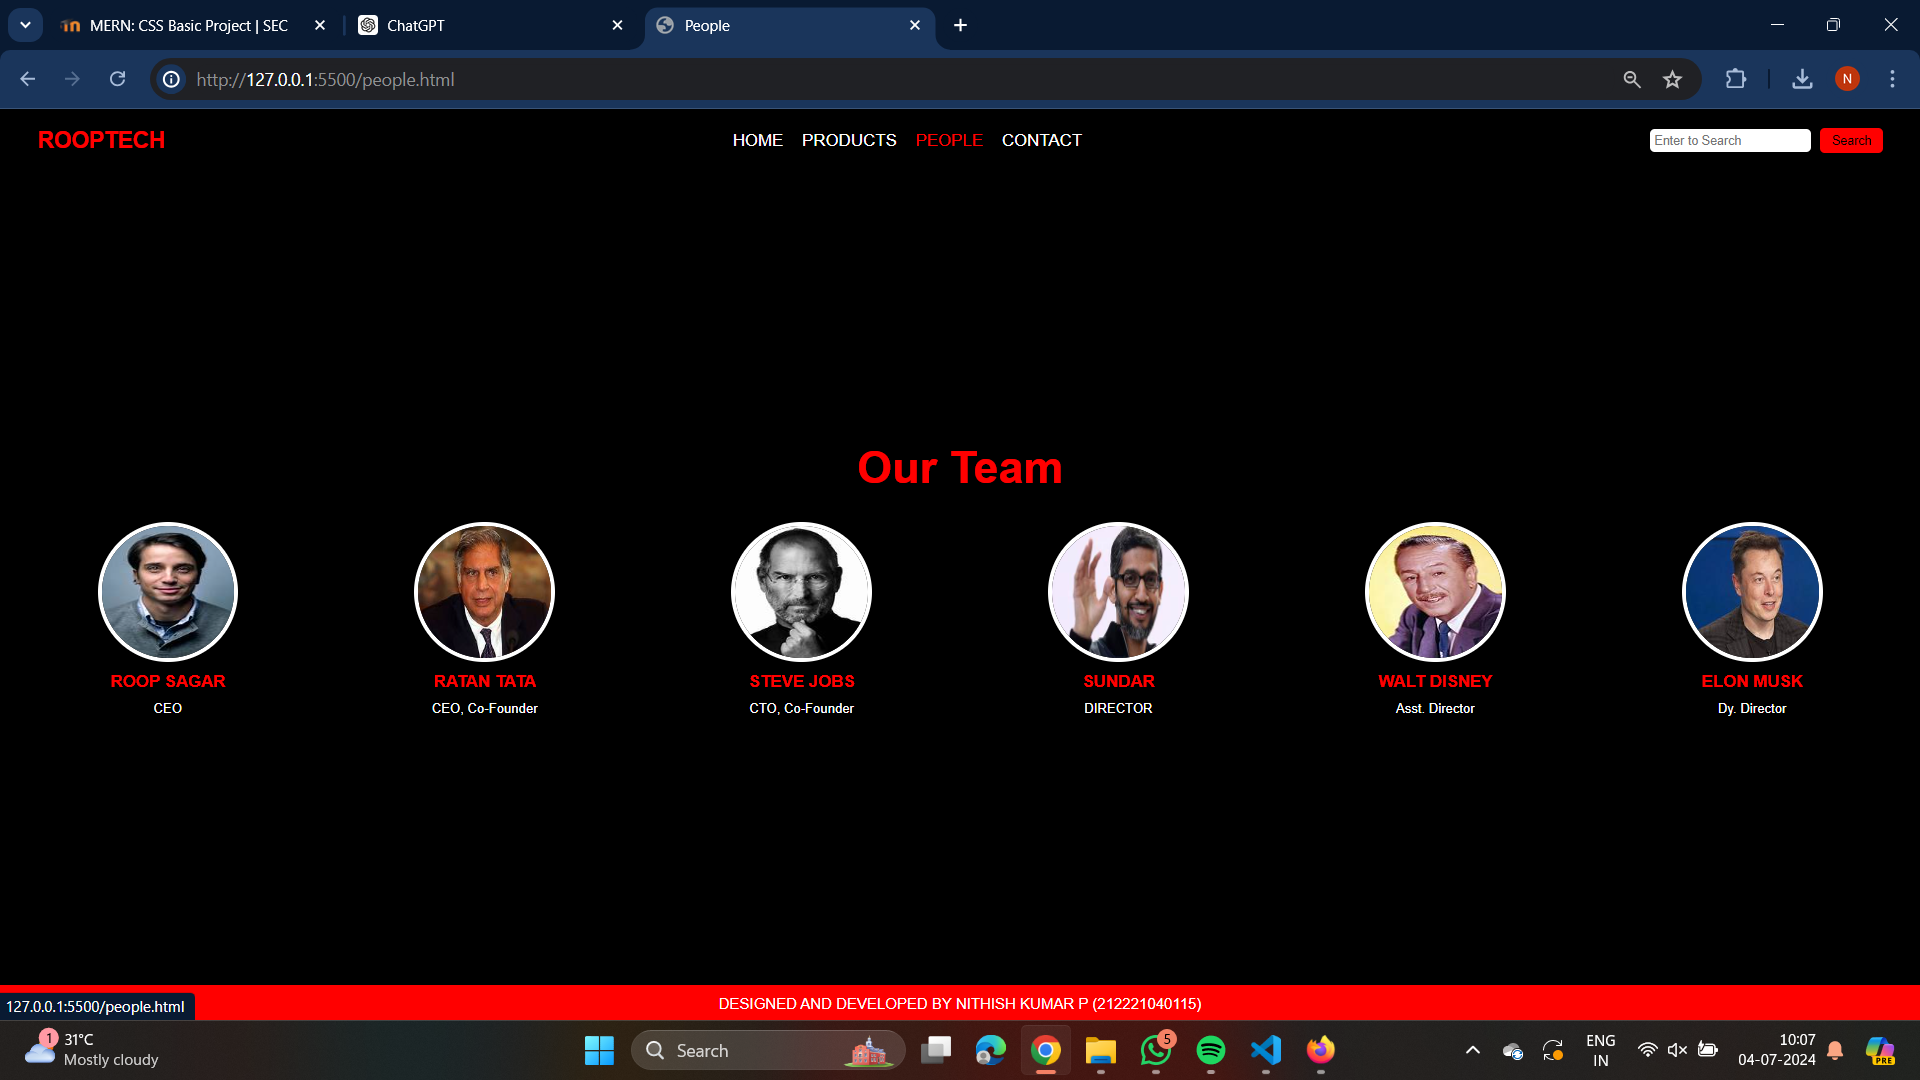 MERN: CSS Basic Project | SEC
ChatGPT
People
http://127.0.0.1:5500/people.html
N
ROOPTECH
HOME PRODUCTS PEOPLE CONTACT
Enter to Search
Search
Our Team
ROOP SAGAR
CEO
RATAN TATA
CEO, Co-Founder
STEVE JOBS
CTO, Co-Founder
SUNDAR
DIRECTOR
WALT DISNEY
Asst. Director
ELON MUSK
Dy. Director
DESIGNED AND DEVELOPED BY NITHISH KUMAR P (212221040115)
127.0.0.1:5500/people.html
1
31°C
Mostly cloudy
Search
5
ENG
IN
10:07
04-07-2024
PRE